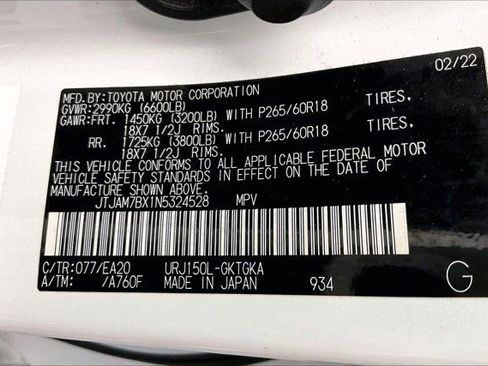 02/22
MFD.BY:TOYOTA MOTOR CORPORATION
GVWR:2990KG (6600LB)
GAWR:FRT. 1450KG (3200LB) WITH P265/60R18 TIRES,
18X7 1/2J RIMS.
RR. 1725KG (3800LB) WITH P265/60R18 TIRES,
18X7 1/2J RIMS.
THIS VEHICLE CONFORMS TO ALL APPLICABLE FEDERAL MOTOR
VEHICLE SAFETY STANDARDS IN EFFECT ON THE DATE OF
MANUFACTURE SHOWN ABOVE.
JTJAM7BX1N5324528 MPV
C/TR:077/EA20 URJ150L-GKTGKA
A/TM: /A760F MADE IN JAPAN 934 G